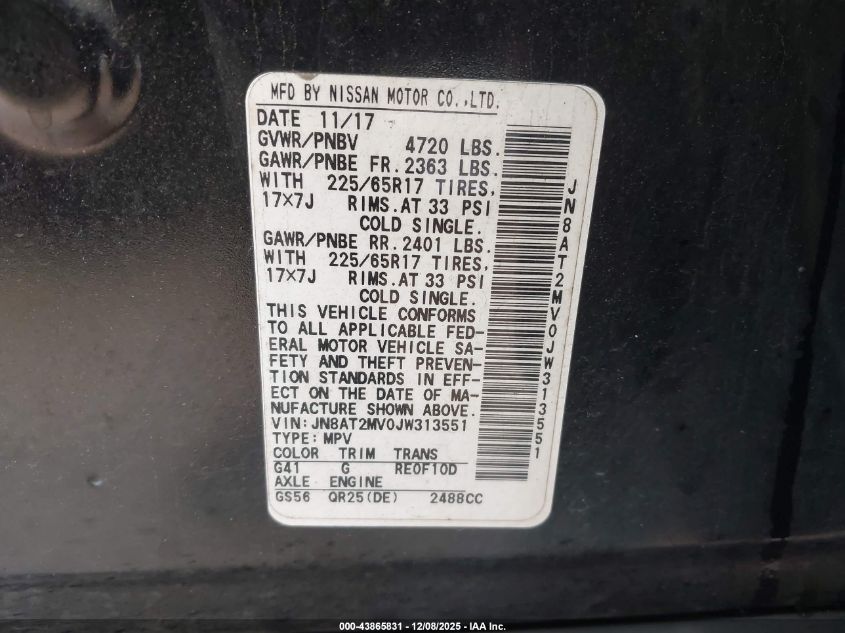 MFD BY NISSAN MOTOR CO.,LTD.
DATE 11/17
GVWR/PNBV 4720 LBS.
GAWR/PNBE FR. 2363 LBS.
WITH 225/65R17 TIRES,
17×7J RIMS.AT 33 PSI
COLD SINGLE.
GAWR/PNBE RR. 2401 LBS.
WITH 225/65R17 TIRES,
17×7J RIMS.AT 33 PSI
COLD SINGLE.
THIS VEHICLE CONFORMS
TO ALL APPLICABLE FED-
ERAL MOTOR VEHICLE SA-
FETY AND THEFT PREVEN-
TION STANDARDS IN EFF-
ECT ON THE DATE OF MA-
NUFACTURE SHOWN ABOVE.
VIN:JN8AT2MV0JW313551
TYPE:MPV
COLOR TRIM TRANS
G41 G RE0F10D
AXLE ENGINE
GS56 QR25(DE) 2488CC
JN8AT2MV0JW313551
000-43865831 - 12/08/2025 - IAA Inc.